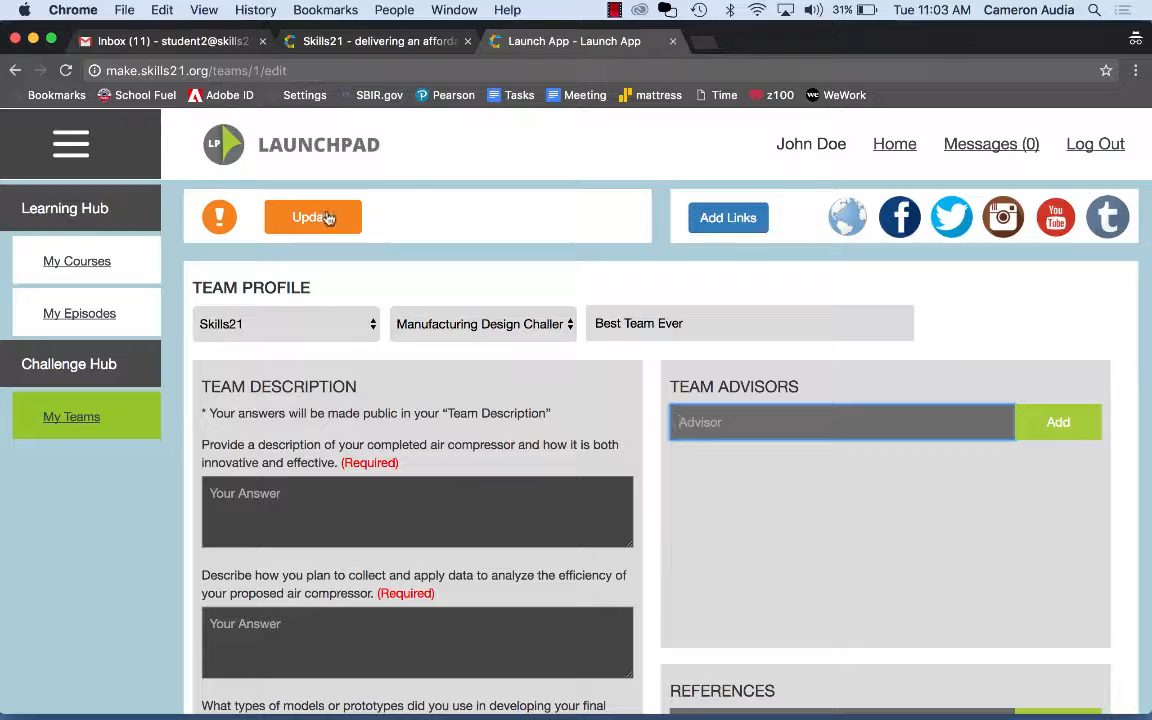 Chrome File Edit View History Bookmarks People Window Help 31% Tue 11:03 AM Cameron Audia
Inbox (11) - student2@skills2 Skills21 - delivering an afforda Launch App - Launch App
make.skills21.org/teams/1/edit
Bookmarks School Fuel Adobe ID Settings SBIR.gov Pearson Tasks Meeting mattress Time z100 WeWork
LP LAUNCHPAD John Doe Home Messages (0) Log Out
Learning Hub
My Courses
My Episodes
Challenge Hub
My Teams
! Update Add Links You Tube
TEAM PROFILE
Skills21 Manufacturing Design Challer Best Team Ever
TEAM DESCRIPTION
* Your answers will be made public in your “Team Description”
Provide a description of your completed air compressor and how it is both
innovative and effective. (Required)
Your Answer
Describe how you plan to collect and apply data to analyze the efficiency of
your proposed air compressor. (Required)
Your Answer
What types of models or prototypes did you use in developing your final
TEAM ADVISORS
Advisor Add
REFERENCES